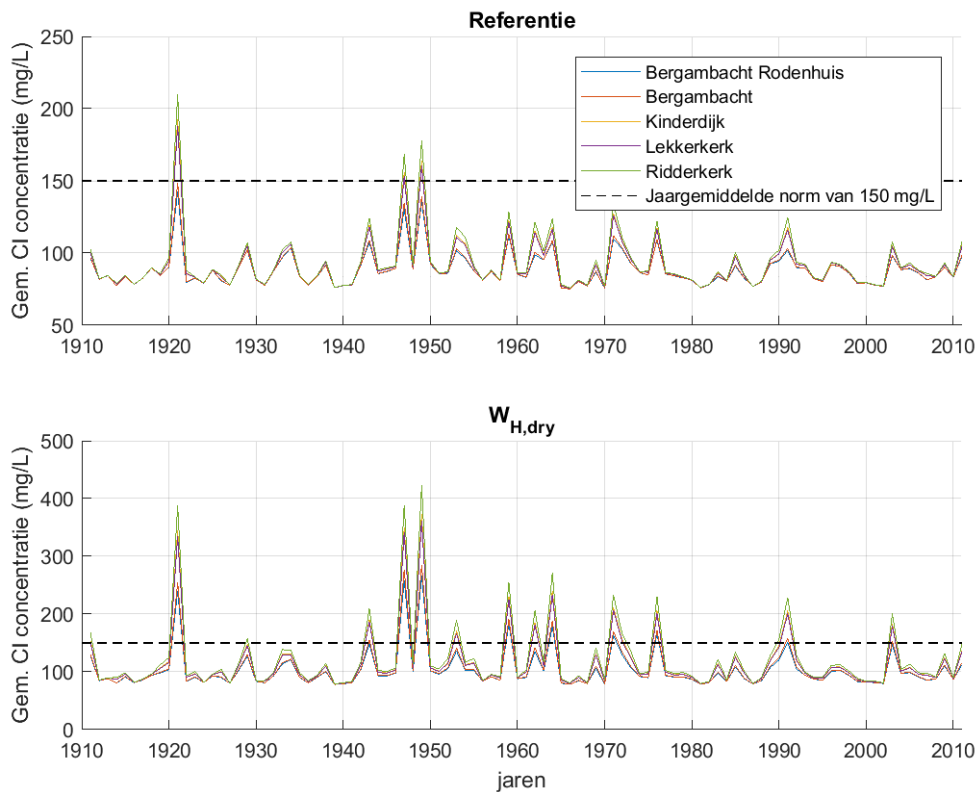 Referentie
Gem. Cl concentratie (mg/L)
250
200
150
100
50
Bergambacht Rodenhuis
Bergambacht
Kinderdijk
Lekkerkerk
Ridderkerk
Jaargemiddelde norm van 150 mg/L
1910 1920 1930 1940 1950 1960 1970 1980 1990 2000 2010
W_H,dry
Gem. Cl concentratie (mg/L)
500
400
300
200
100
0
1910 1920 1930 1940 1950 1960 1970 1980 1990 2000 2010
jaren